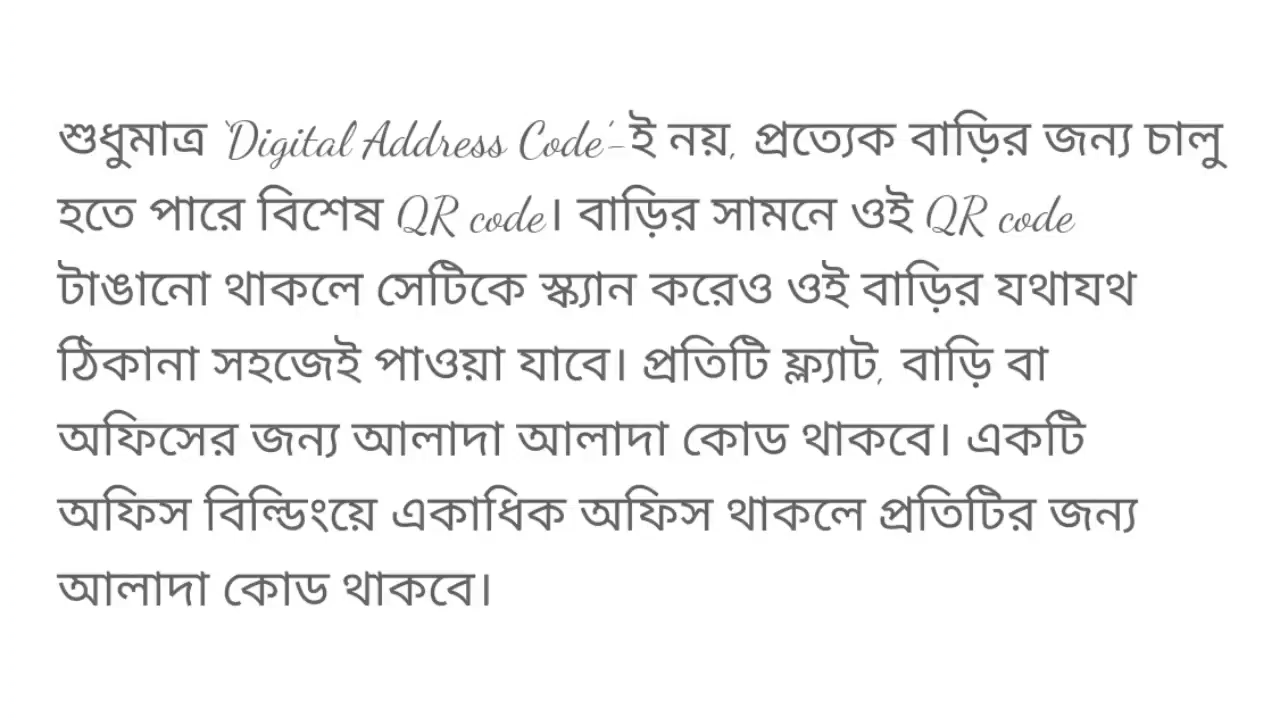 শুধুমাত্র ‘Digital Address Code’-ই নয়, প্রত্যেক বাড়ির জন্য চালু
হতে পারে বিশেষ QR code। বাড়ির সামনে ওই QR code
টাঙানো থাকলে সেটিকে স্ক্যান করেও ওই বাড়ির যথাযথ
ঠিকানা সহজেই পাওয়া যাবে। প্রতিটি ফ্ল্যাট, বাড়ি বা
অফিসের জন্য আলাদা আলাদা কোড থাকবে। একটি
অফিস বিল্ডিংয়ে একাধিক অফিস থাকলে প্রতিটির জন্য
আলাদা কোড থাকবে।